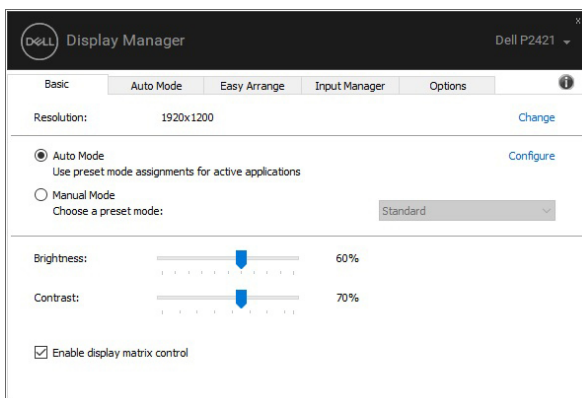 DELL Display Manager Dell P2421
x
Basic Auto Mode Easy Arrange Input Manager Options
Resolution: 1920x1200 Change
Auto Mode Configure
Use preset mode assignments for active applications
Manual Mode
Choose a preset mode: Standard
Brightness: 60%
Contrast: 70%
Enable display matrix control